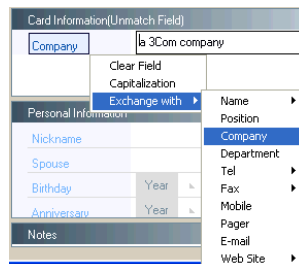 Card Information(Unmatch Field)
Company
la 3Com company
Clear Field
Capitalization
Exchange with
Name
Position
Company
Department
Tel
Fax
Mobile
Pager
E-mail
Web Site
Personal Information
Nickname
Spouse
Birthday
Year
Anniversary
Year
Notes